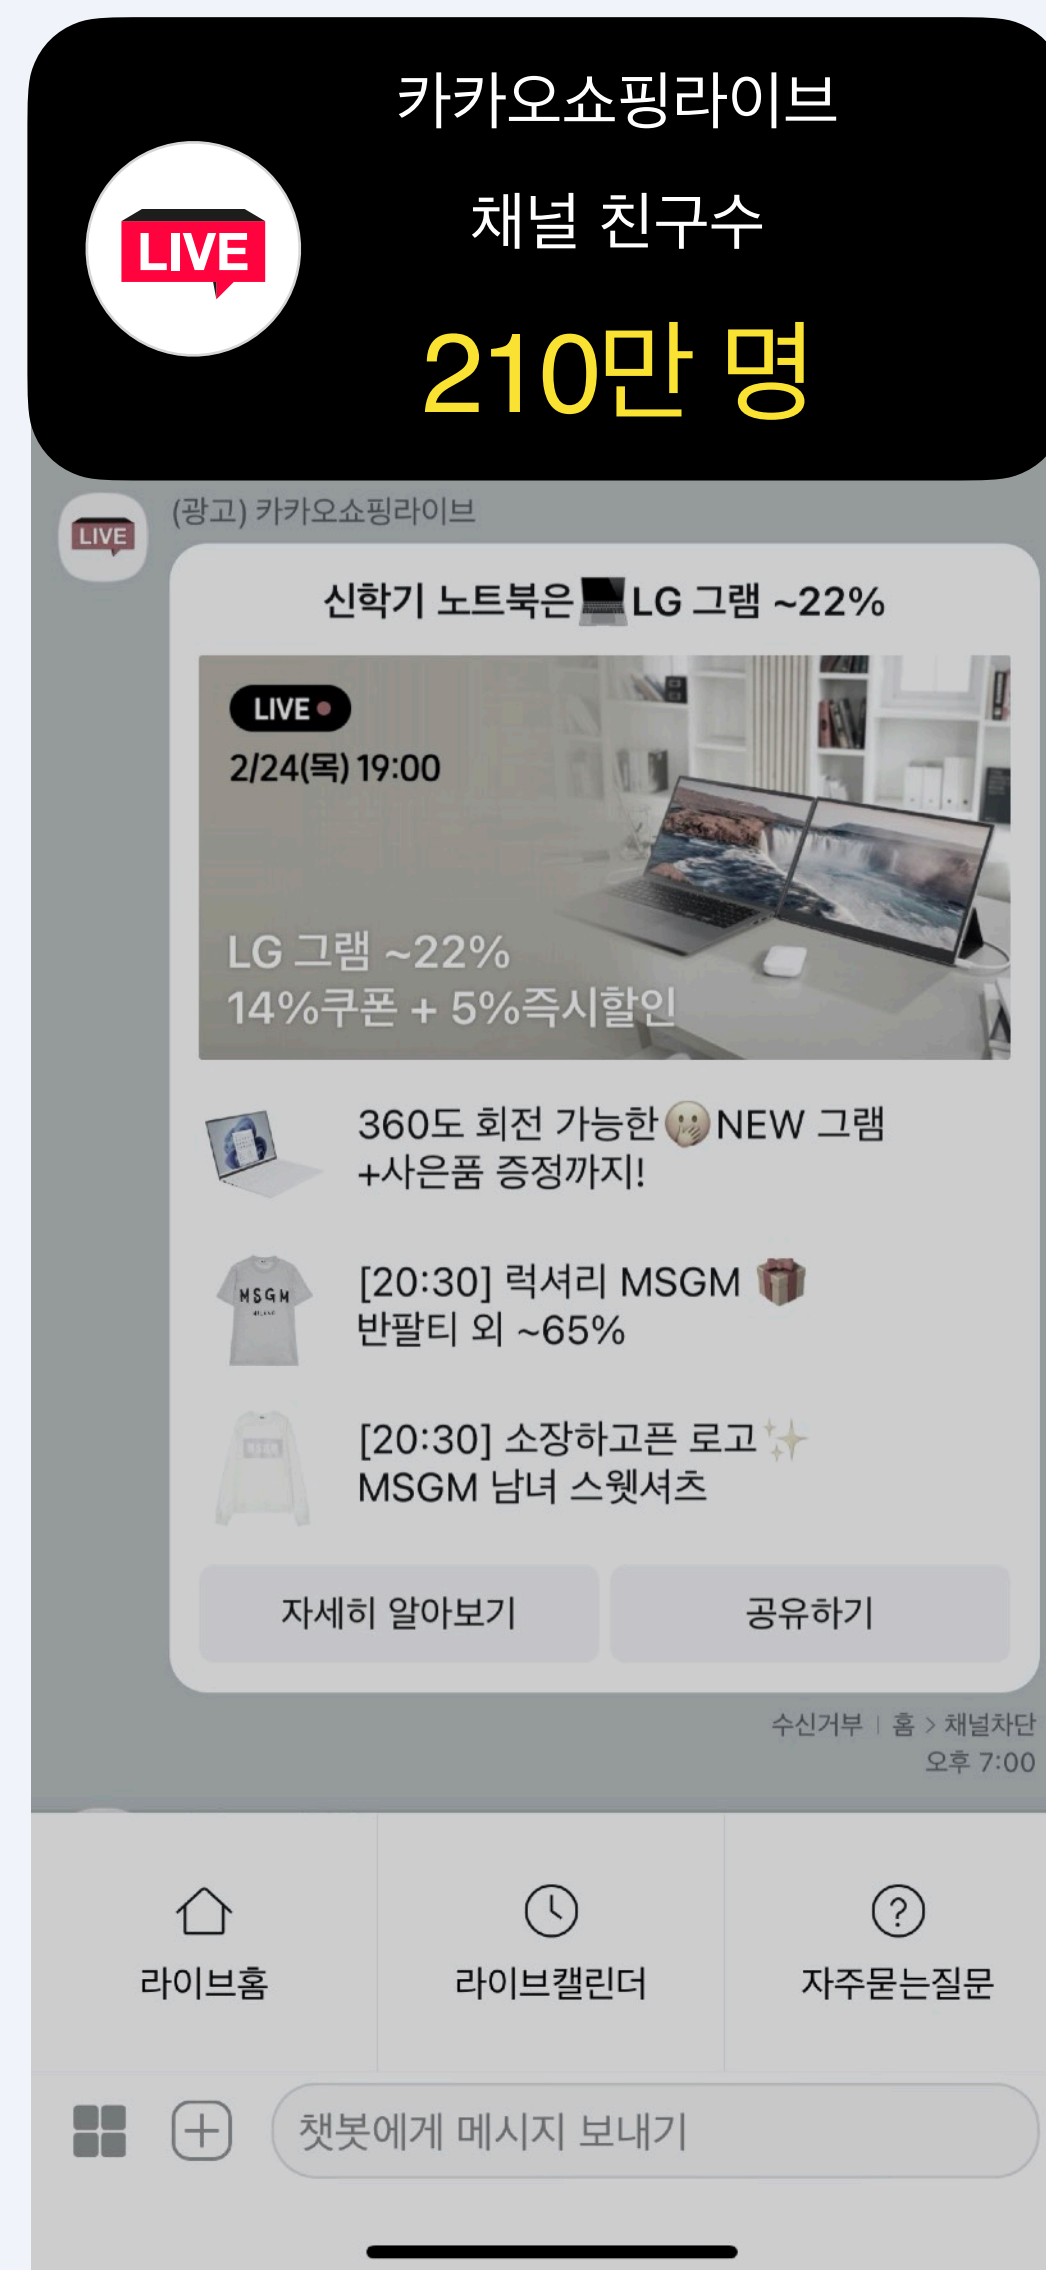 카카오쇼핑라이브
채널 친구수
LIVE
210만 명
LIVE
(광고) 카카오쇼핑라이브
신학기 노트북은💻LG 그램 ~22%
LIVE
2/24(목) 19:00
LG 그램 ~22%
14%쿠폰 + 5%즉시할인
360도 회전 가능한🫢NEW 그램
+사은품 증정까지!
MSGM
[20:30] 럭셔리 MSGM 🎁
반팔티 외 ~65%
[20:30] 소장하고픈 로고✨
MSGM 남녀 스웻셔츠
자세히 알아보기
공유하기
수신거부 | 홈 > 채널차단
오후 7:00
라이브홈
라이브캘린더
자주묻는질문
챗봇에게 메시지 보내기